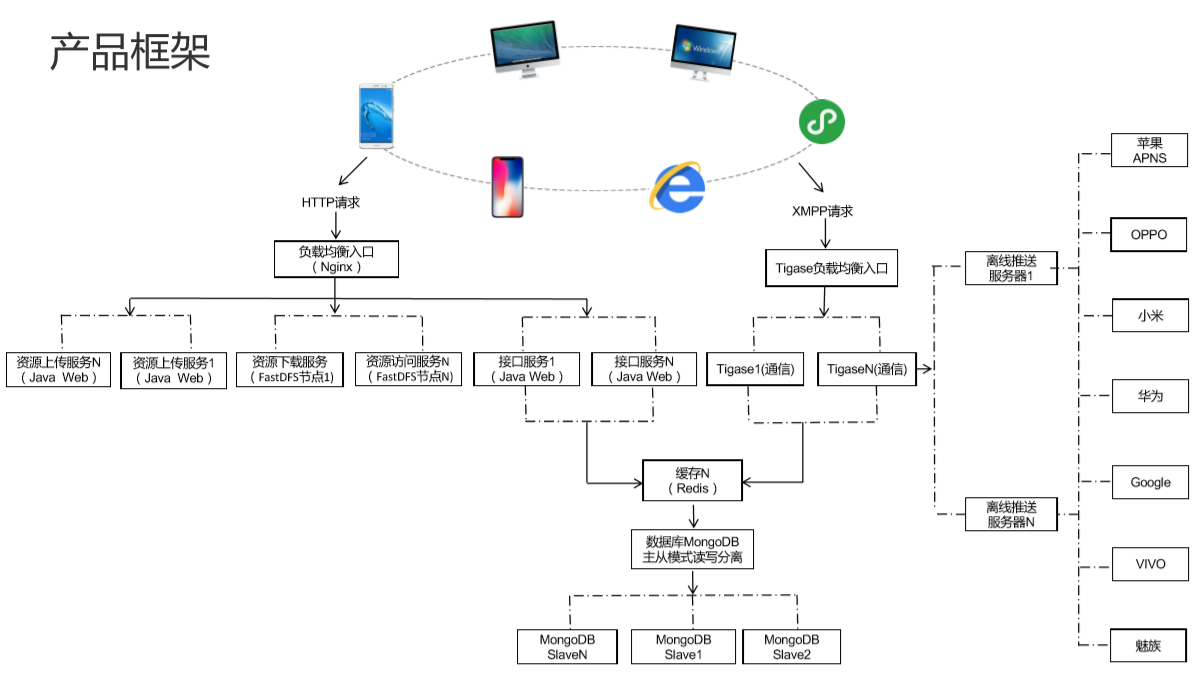 产品框架
Windows 7
HTTP请求
XMPP请求
负载均衡入口
（Nginx）
Tigase负载均衡入口
资源上传服务N
（Java Web）
资源上传服务1
（Java Web）
资源下载服务
（FastDFS节点1）
资源访问服务N
（FastDFS节点N）
接口服务1
（Java Web）
接口服务N
（Java Web）
Tigase1(通信)
TigaseN(通信)
缓存N
（Redis）
数据库MongoDB
主从模式读写分离
MongoDB
SlaveN
MongoDB
Slave1
MongoDB
Slave2
离线推送
服务器1
离线推送
服务器N
苹果
APNS
OPPO
小米
华为
Google
VIVO
魅族